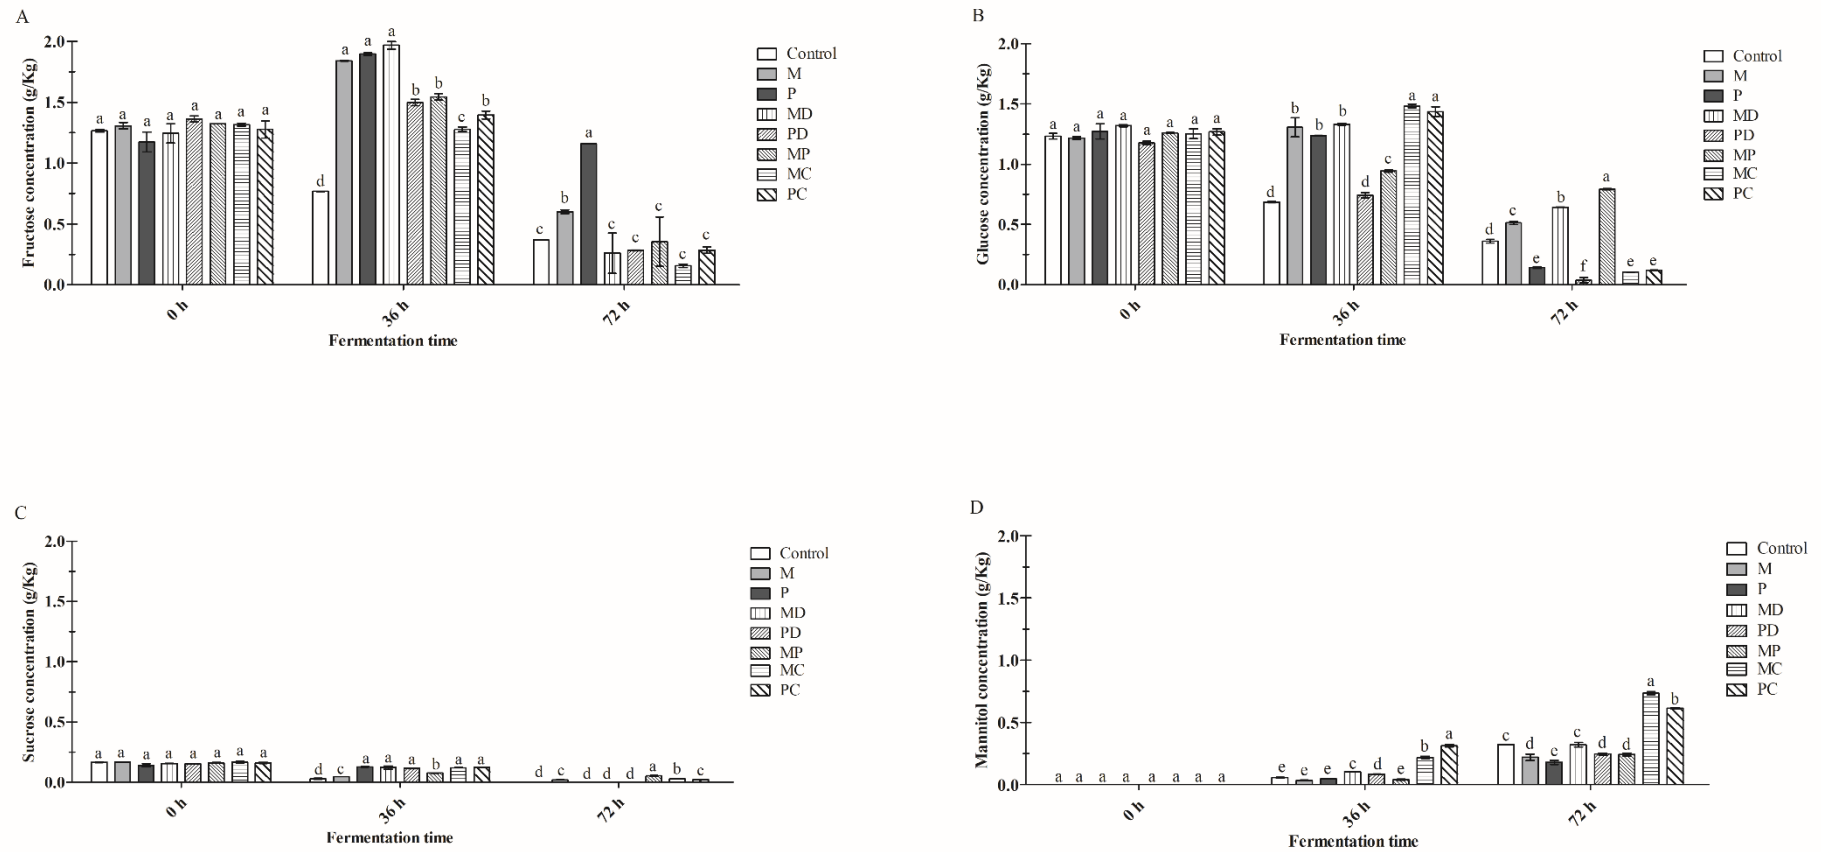 A
Fructose concentration (g/Kg)
2.0
1.5
1.0
0.5
0.0
a a a a a a a a
d a a a b b c b
c b a c c c c c
0 h 36 h 72 h
Fermentation time
Control
M
P
MD
PD
MP
MC
PC
B
Glucose concentration (g/Kg)
2.0
1.5
1.0
0.5
0.0
a a a a a a a a
d b b b d c a a
d c e b f a e e
0 h 36 h 72 h
Fermentation time
Control
M
P
MD
PD
MP
MC
PC
C
Sucrose concentration (g/Kg)
2.0
1.5
1.0
0.5
0.0
a a a a a a a a
d c a a a b a a
d c d d d a b c
0 h 36 h 72 h
Fermentation time
Control
M
P
MD
PD
MP
MC
PC
D
Mannitol concentration (g/Kg)
2.0
1.5
1.0
0.5
0.0
a a a a a a a
e e e c d e b a
c d e c d d a b
0 h 36 h 72 h
Fermentation time
Control
M
P
MD
PD
MP
MC
PC